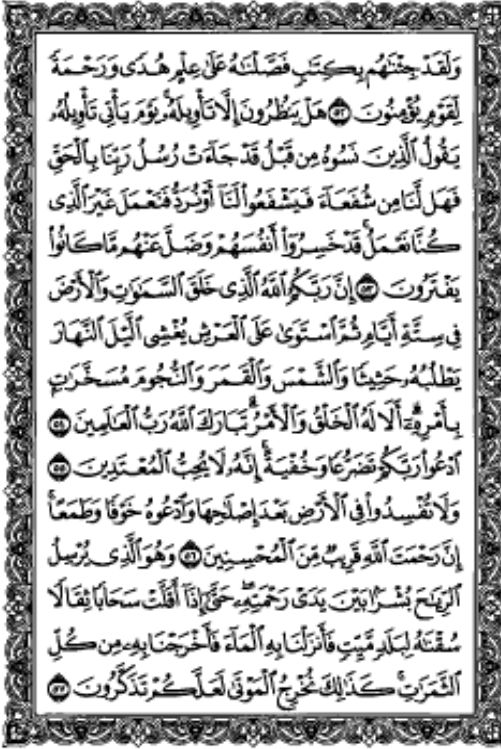 وَلَقَدۡ جِئۡنَٰهُم بِكِتَٰبٖ فَصَّلۡنَٰهُ عَلَىٰ عِلۡمٍ هُدٗى وَرَحۡمَةٗ
لِّقَوۡمٖ يُؤۡمِنُونَ ٥٢ هَلۡ يَنظُرُونَ إِلَّا تَأۡوِيلَهُۥۚ يَوۡمَ يَأۡتِي تَأۡوِيلُهُۥ
يَقُولُ ٱلَّذِينَ نَسُوهُ مِن قَبۡلُ قَدۡ جَآءَتۡ رُسُلُ رَبِّنَا بِٱلۡحَقِّ
فَهَل لَّنَا مِن شُفَعَآءَ فَيَشۡفَعُواْ لَنَآ أَوۡ نُرَدُّ فَنَعۡمَلَ غَيۡرَ ٱلَّذِي
كُنَّا نَعۡمَلُۚ قَدۡ خَسِرُوٓاْ أَنفُسَهُمۡ وَضَلَّ عَنۡهُم مَّا كَانُواْ
يَفۡتَرُونَ ٥٣ إِنَّ رَبَّكُمُ ٱللَّهُ ٱلَّذِي خَلَقَ ٱلسَّمَٰوَٰتِ وَٱلۡأَرۡضَ
فِي سِتَّةِ أَيَّامٖ ثُمَّ ٱسۡتَوَىٰ عَلَى ٱلۡعَرۡشِۖ يُغۡشِي ٱلَّيۡلَ ٱلنَّهَارَ
يَطۡلُبُهُۥ حَثِيثٗا وَٱلشَّمۡسَ وَٱلۡقَمَرَ وَٱلنُّجُومَ مُسَخَّرَٰتِۭ
بِأَمۡرِهِۦٓۗ أَلَا لَهُ ٱلۡخَلۡقُ وَٱلۡأَمۡرُۗ تَبَارَكَ ٱللَّهُ رَبُّ ٱلۡعَٰلَمِينَ ٥٤
ٱدۡعُواْ رَبَّكُمۡ تَضَرُّعٗا وَخُفۡيَةًۚ إِنَّهُۥ لَا يُحِبُّ ٱلۡمُعۡتَدِينَ ٥٥
وَلَا تُفۡسِدُواْ فِي ٱلۡأَرۡضِ بَعۡدَ إِصۡلَٰحِهَا وَٱدۡعُوهُ خَوۡفٗا وَطَمَعًاۚ
إِنَّ رَحۡمَتَ ٱللَّهِ قَرِيبٞ مِّنَ ٱلۡمُحۡسِنِينَ ٥٦ وَهُوَ ٱلَّذِي يُرۡسِلُ
ٱلرِّيَٰحَ بُشۡرَۢا بَيۡنَ يَدَيۡ رَحۡمَتِهِۦۖ حَتَّىٰٓ إِذَآ أَقَلَّتۡ سَحَابٗا ثِقَالٗا
سُقۡنَٰهُ لِبَلَدٖ مَّيِّتٖ فَأَنزَلۡنَا بِهِ ٱلۡمَآءَ فَأَخۡرَجۡنَا بِهِۦ مِن كُلِّ
ٱلثَّمَرَٰتِۚ كَذَٰلِكَ نُخۡرِجُ ٱلۡمَوۡتَىٰ لَعَلَّكُمۡ تَذَكَّرُونَ ٥٧